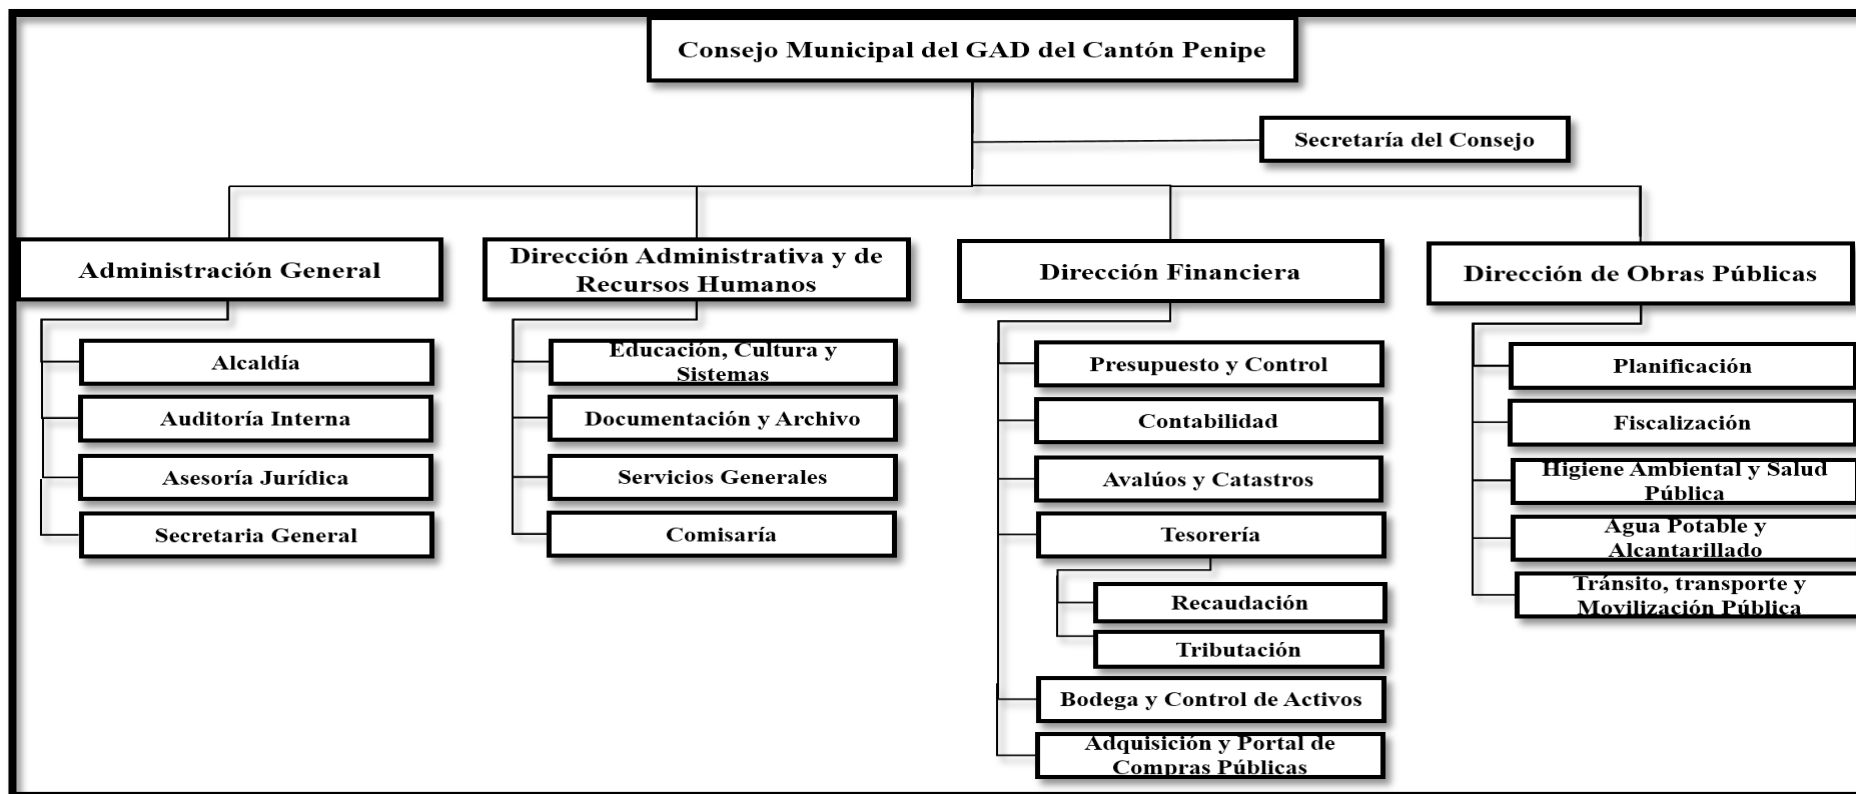 Consejo Municipal del GAD del Cantón Penipe
Secretaría del Consejo
Administración General
Alcaldía
Auditoría Interna
Asesoría Jurídica
Secretaria General
Dirección Administrativa y de
Recursos Humanos
Educación, Cultura y
Sistemas
Documentación y Archivo
Servicios Generales
Comisaría
Dirección Financiera
Presupuesto y Control
Contabilidad
Avalúos y Catastros
Tesorería
Recaudación
Tributación
Bodega y Control de Activos
Adquisición y Portal de
Compras Públicas
Dirección de Obras Públicas
Planificación
Fiscalización
Higiene Ambiental y Salud
Pública
Agua Potable y
Alcantarillado
Tránsito, transporte y
Movilización Pública